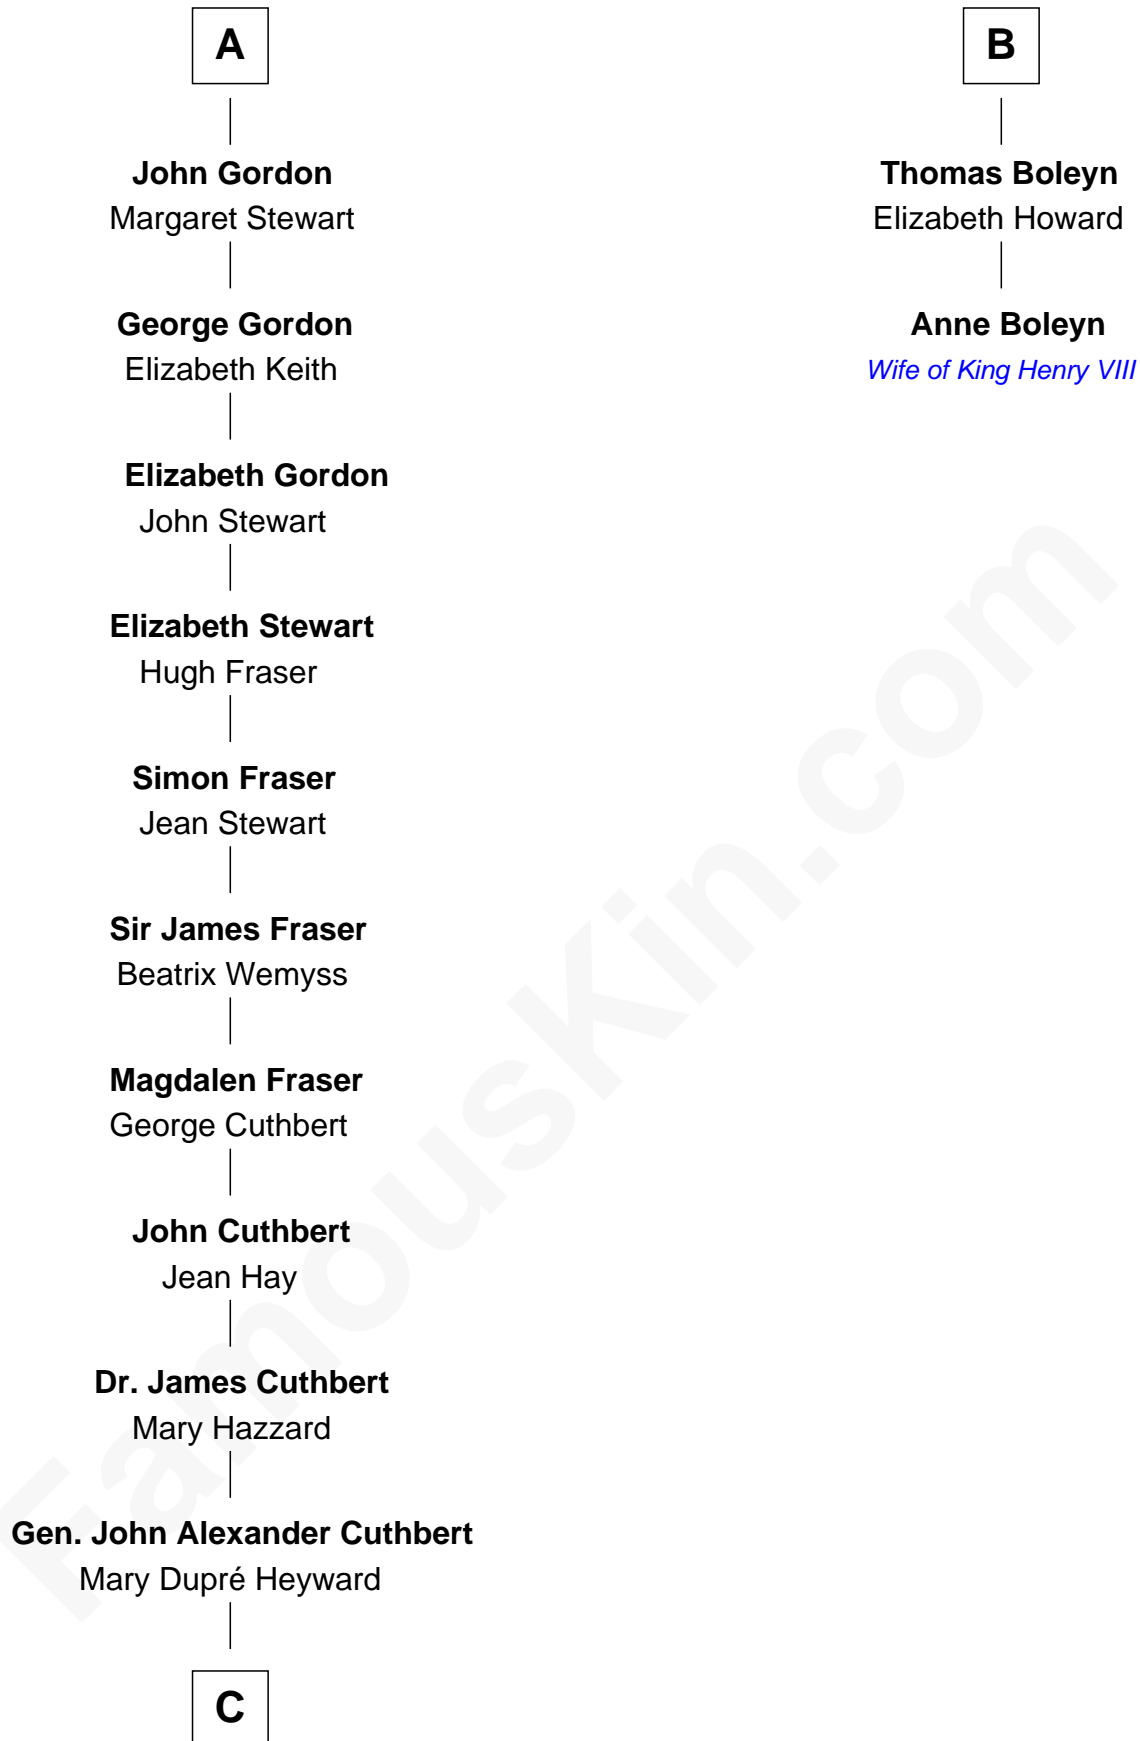 A
John Gordon
Margaret Stewart
George Gordon
Elizabeth Keith
Elizabeth Gordon
John Stewart
Elizabeth Stewart
Hugh Fraser
Simon Fraser
Jean Stewart
Sir James Fraser
Beatrix Wemyss
Magdalen Fraser
George Cuthbert
John Cuthbert
Jean Hay
Dr. James Cuthbert
Mary Hazzard
Gen. John Alexander Cuthbert
Mary Dupré Heyward
C
B
Thomas Boleyn
Elizabeth Howard
Anne Boleyn
Wife of King Henry VIII
FamousKin.com